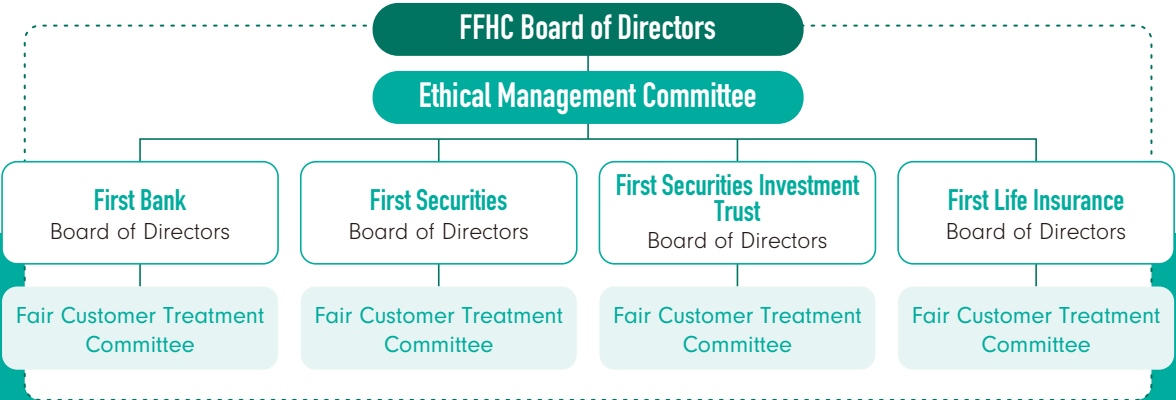 FFHC Board of Directors
Ethical Management Committee
First Bank
Board of Directors
First Securities
Board of Directors
First Securities Investment
Trust
Board of Directors
First Life Insurance
Board of Directors
Fair Customer Treatment
Committee
Fair Customer Treatment
Committee
Fair Customer Treatment
Committee
Fair Customer Treatment
Committee